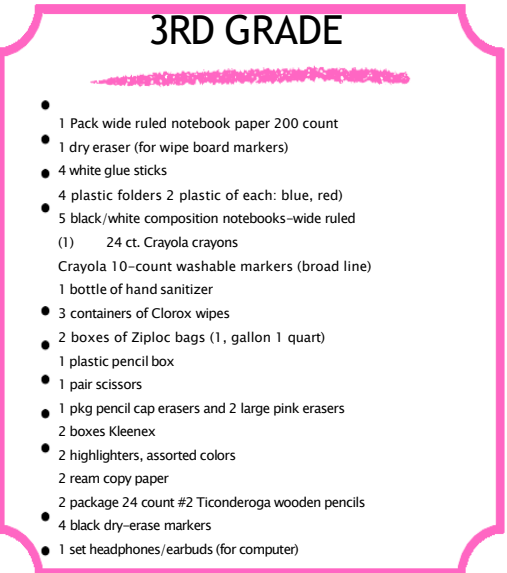 3RD GRADE
1 Pack wide ruled notebook paper 200 count
1 dry eraser (for wipe board markers)
4 white glue sticks
4 plastic folders 2 plastic of each: blue, red)
5 black/white composition notebooks-wide ruled
(1) 24 ct. Crayola crayons
Crayola 10-count washable markers (broad line)
1 bottle of hand sanitizer
3 containers of Clorox wipes
2 boxes of Ziploc bags (1, gallon 1 quart)
1 plastic pencil box
1 pair scissors
1 pkg pencil cap erasers and 2 large pink erasers
2 boxes Kleenex
2 highlighters, assorted colors
2 ream copy paper
2 package 24 count #2 Ticonderoga wooden pencils
4 black dry-erase markers
1 set headphones/earbuds (for computer)